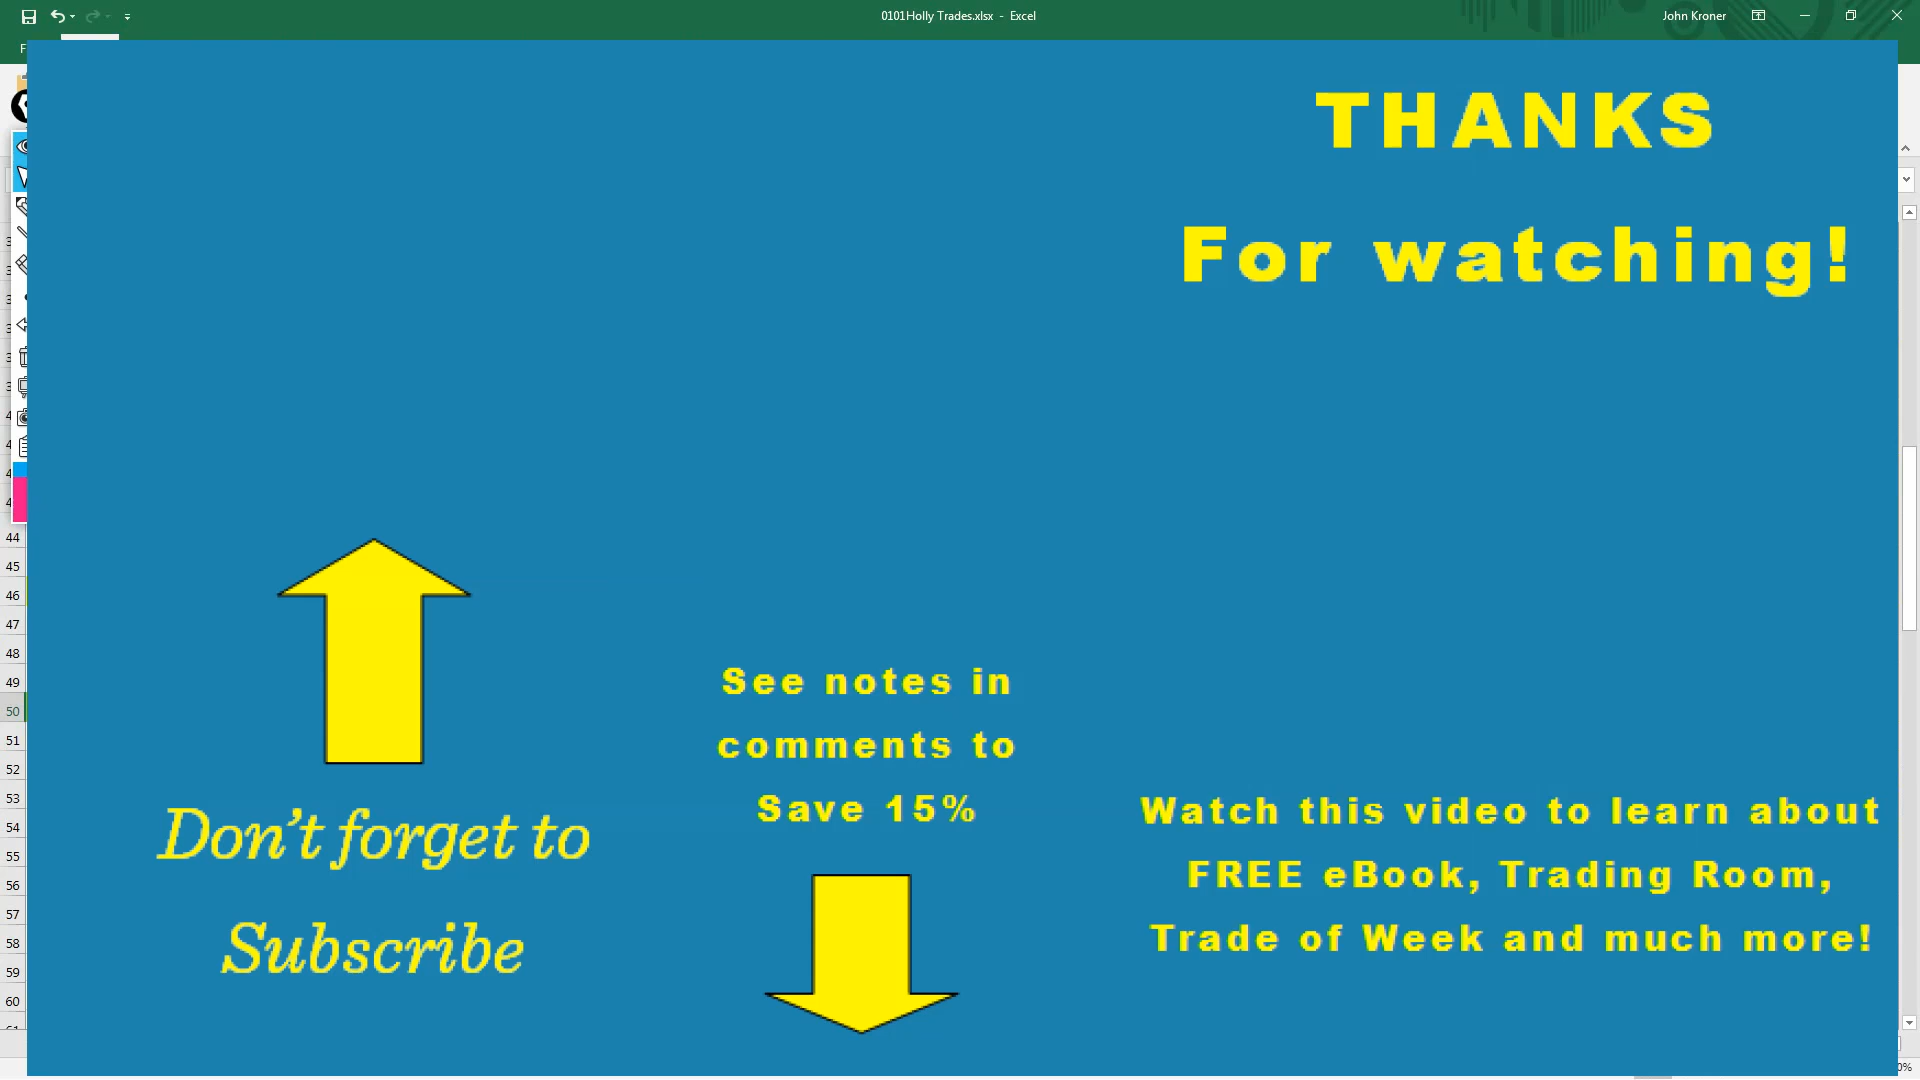 0101Holly Trades.xlsx - Excel
John Kroner
F
THANKS
For watching!
44
45
46
47
48
49
50
51
52
53
54
55
56
57
58
59
60
See notes in
comments to
Save 15%
Don't forget to
Subscribe
Watch this video to learn about
FREE eBook, Trading Room,
Trade of Week and much more!